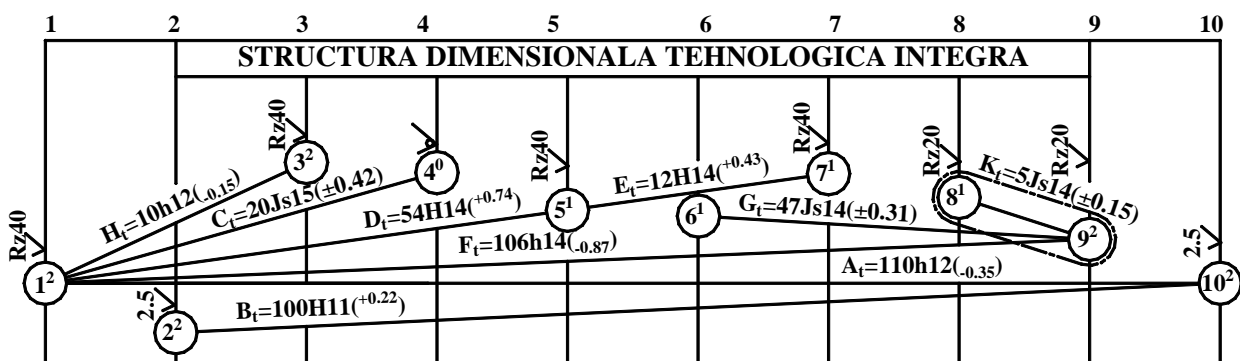 1 2 3 4 5 6 7 8 9 10
STRUCTURA DIMENSIONALA TEHNOLOGICA INTEGRA
Rz40
Rz40
Rz40
Rz20
Rz20
3²
4⁰
7¹
Hₜ=10h12(₋₀.₁₅)
Cₜ=20Js15(±0.42)
Dₜ=54H14(⁺⁰·⁷⁴)
Eₜ=12H14(⁺⁰·⁴³)
Kₜ=5Js14(±0.15)
8¹
5¹
6¹
Gₜ=47Js14(±0.31)
9²
Fₜ=106h14(₋₀.₈₇)
Rz40
2.5
Aₜ=110h12(₋₀.₃₅)
1²
10²
2.5
Bₜ=100H11(⁺⁰·²²)
2²